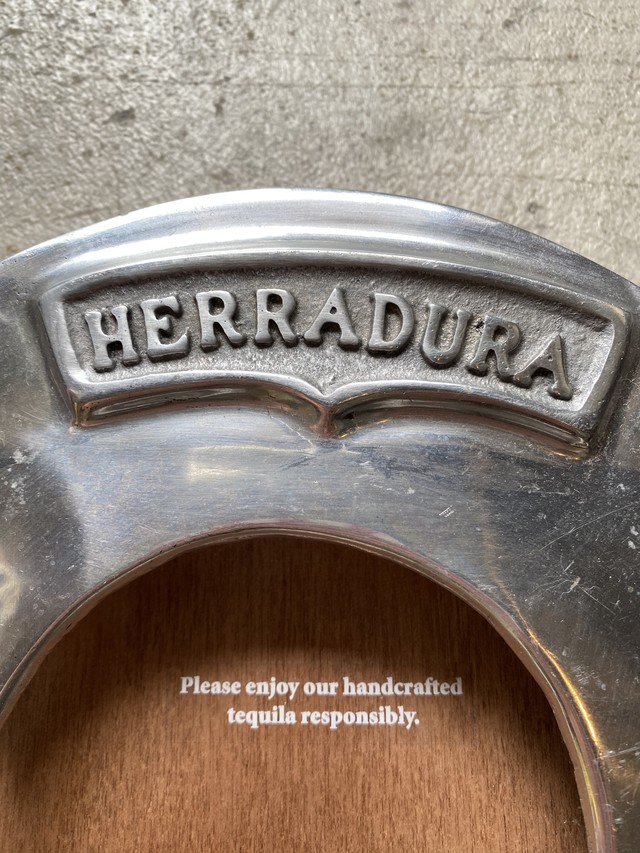 HERRADURA
Please enjoy our handcrafted
tequila responsibly.